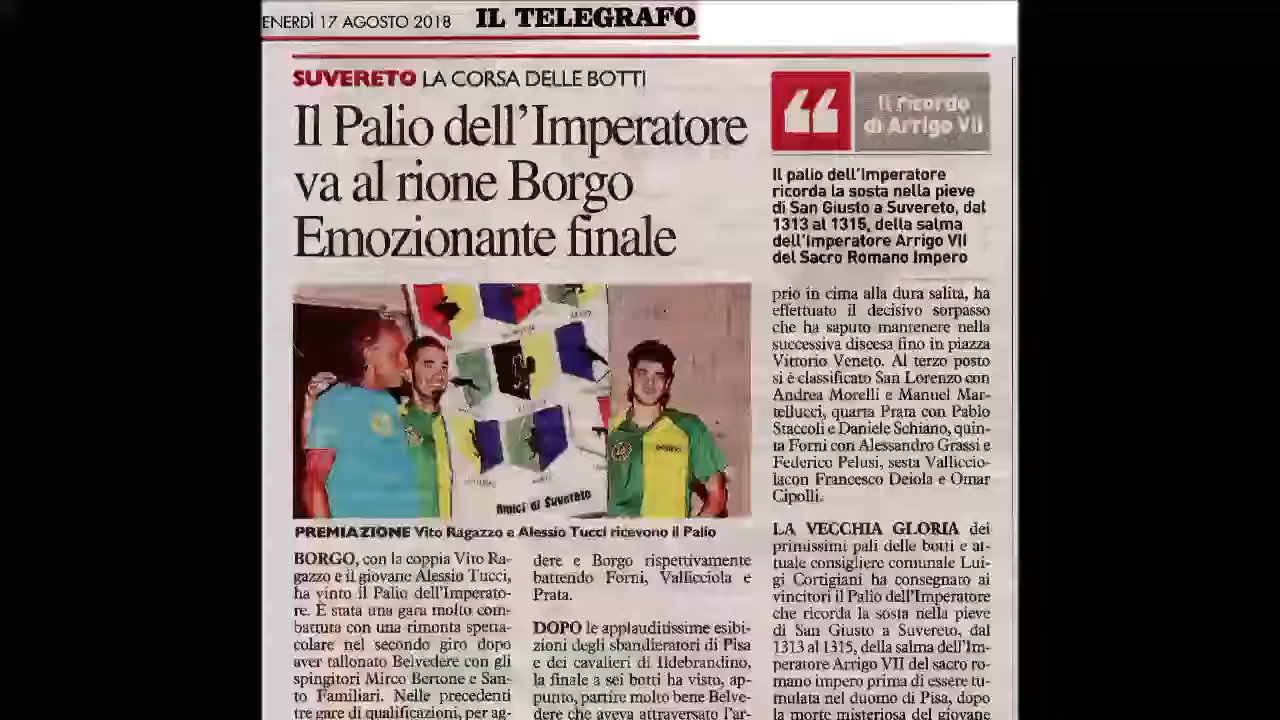 ENERDÌ 17 AGOSTO 2018 IL TELEGRAFO
SUVERETO LA CORSA DELLE BOTTI
Il Palio dell'Imperatore
va al rione Borgo
Emozionante finale
Amici di Suvereto
PREMIAZIONE Vito Ragazzo e Alessio Tucci ricevono il Palio
BORGO, con la coppia Vito Ra-
gazzo e il giovane Alessio Tucci,
ha vinto il Palio dell'Imperato-
re. È stata una gara molto com-
battuta con una rimonta spetta-
colare nel secondo giro dopo
aver tallonato Belvedere con gli
spingitori Mirco Bertone e San-
to Familiari. Nelle precedenti
tre gare di qualificazioni, per ag-
dere e Borgo rispettivamente
battendo Forni, Vallicciola e
Prata.
DOPO le applauditissime esibi-
zioni degli sbandieratori di Pisa
e dei cavalieri di Ildebrandino,
la finale a sei botti ha visto, ap-
punto, partire molto bene Belve-
dere che aveva attraversato l'ar-
Il ricordo
di Arrigo VII
Il palio dell'Imperatore
ricorda la sosta nella pieve
di San Giusto a Suvereto, dal
1313 al 1315, della salma
dell'Imperatore Arrigo VII
del Sacro Romano Impero
prio in cima alla dura salita, ha
effettuato il decisivo sorpasso
che ha saputo mantenere nella
successiva discesa fino in piazza
Vittorio Veneto. Al terzo posto
si è classificato San Lorenzo con
Andrea Morelli e Manuel Mar-
tellucci, quarta Prata con Pablo
Staccoli e Daniele Schiano, quin-
ta Forni con Alessandro Grassi e
Federico Pelusi, sesta Valliccio-
lacon Francesco Deiola e Omar
Cipolli.
LA VECCHIA GLORIA dei
primissimi pali delle botti e at-
tuale consigliere comunale Lui-
gi Cortigiani ha consegnato ai
vincitori il Palio dell'Imperatore
che ricorda la sosta nella pieve
di San Giusto a Suvereto, dal
1313 al 1315, della salma dell'Im-
peratore Arrigo VII del sacro ro-
mano impero prima di essere tu-
mulata nel duomo di Pisa, dopo
la morte misteriosa del giovane